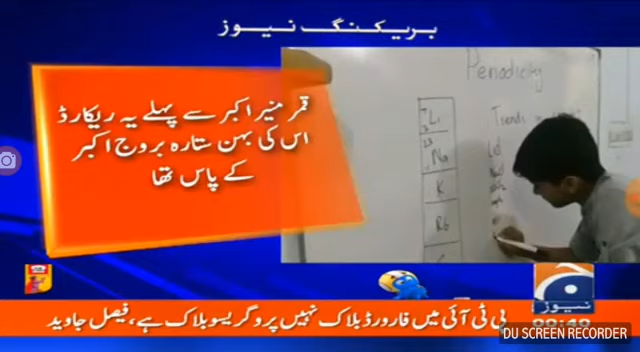 بریکنگ نیوز
قمر منیر اکبر سے پہلے یہ ریکارڈ
اس کی بہن ستارہ بروج اکبر
کے پاس تھا
Periodicity
Trends in
Li
Na
K
Rb
جیو
نیوز
پی ٹی آئی میں فارورڈ بلاک نہیں پروگریسو بلاک ہے، فیصل جاوید
DU SCREEN RECORDER